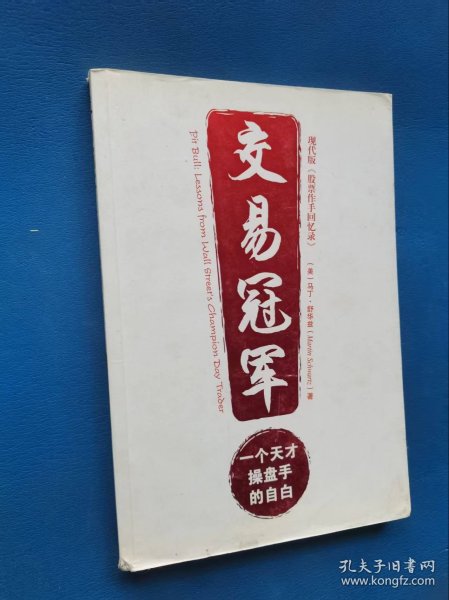 现代版《股票作手回忆录》
(美)马丁·舒华兹(Martin Schwartz)著
交易冠军
Pit Bull: Lessons from Wall Street's Champion Day Trader
一个天才
操盘手
的自白
孔夫子旧书网
www.kongfz.com